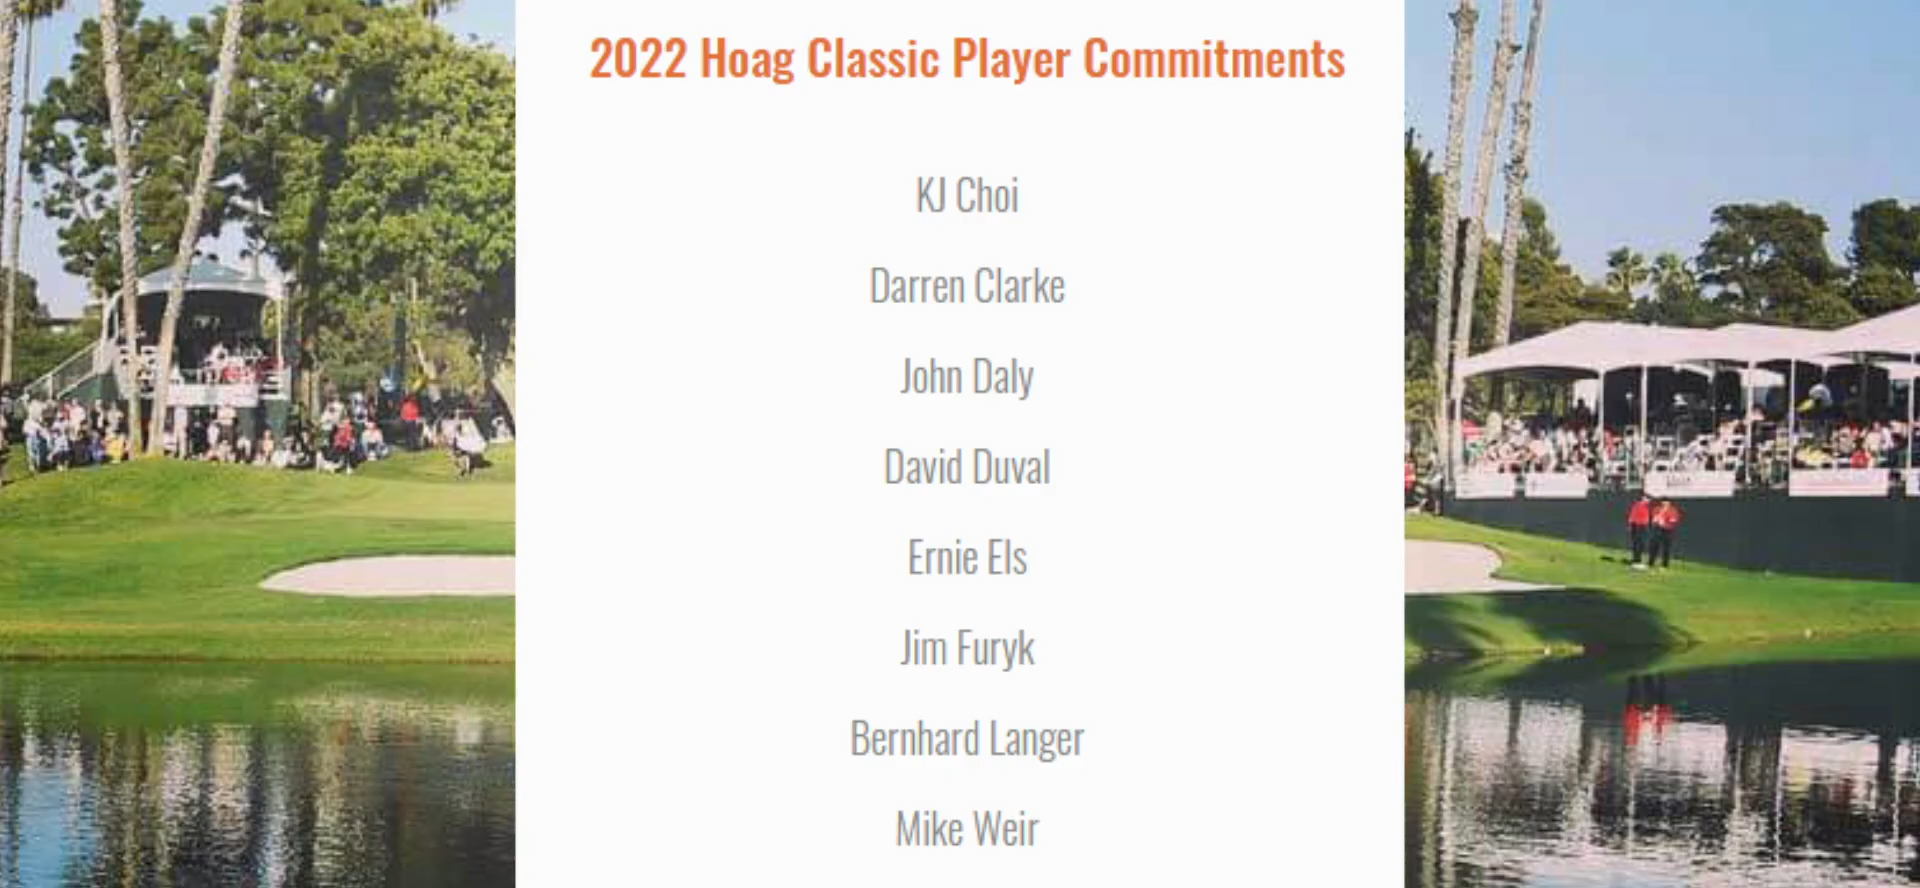 2022 Hoag Classic Player Commitments
KJ Choi
Darren Clarke
John Daly
David Duval
Ernie Els
Jim Furyk
Bernhard Langer
Mike Weir